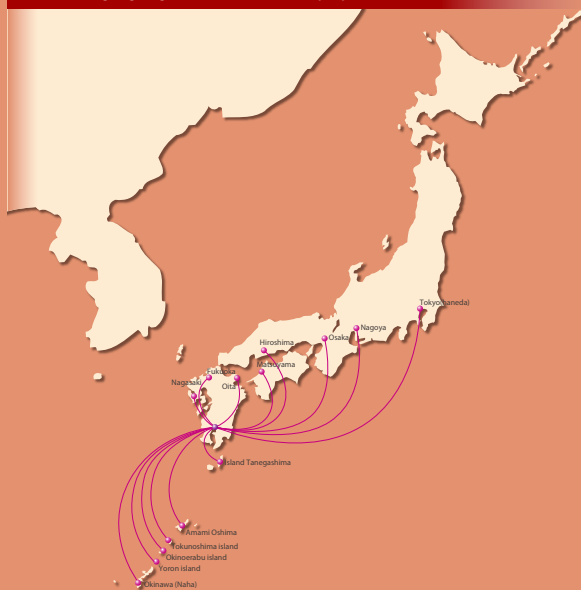 Tokyo(haneda)
Nagoya
Osaka
Hiroshima
Matsuyama
Fukuoka
Nagasaki
Oita
Island Tanegashima
Amami Oshima
Tokunoshima island
Okinoerabu island
Yoron island
Okinawa (Naha)